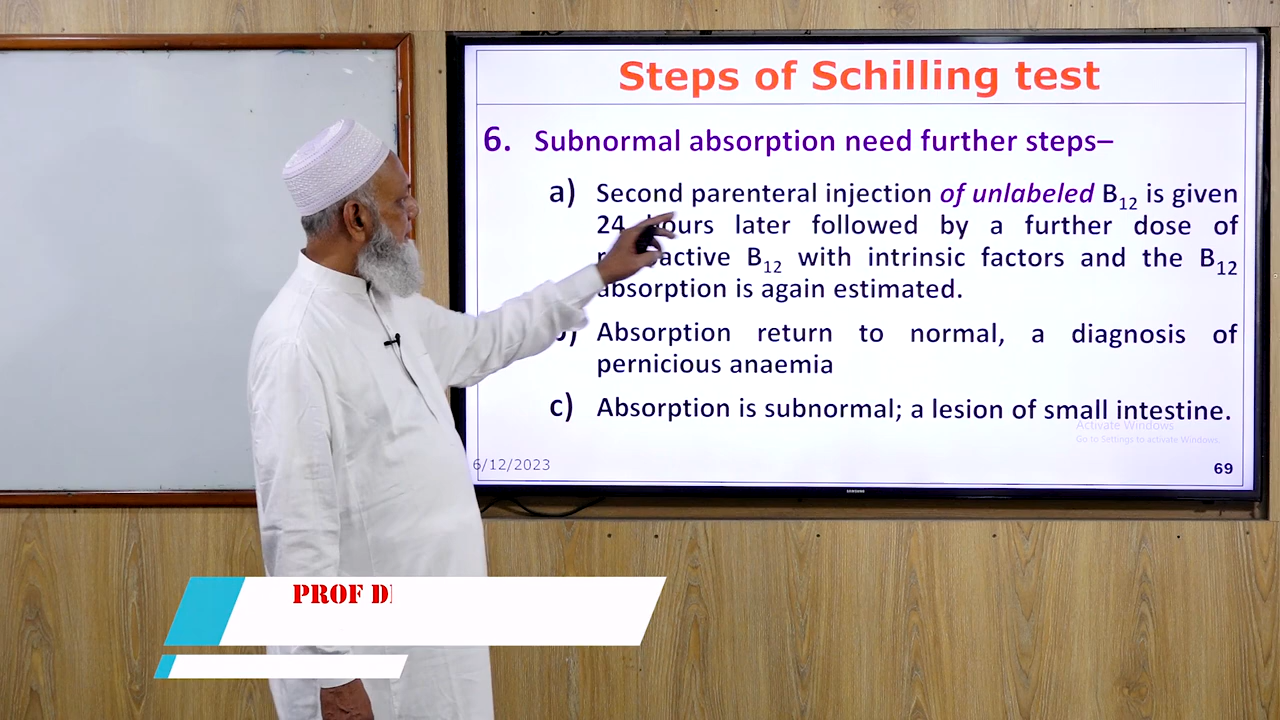 Steps of Schilling test
6. Subnormal absorption need further steps–
a) Second parenteral injection of unlabeled B12 is given
24 hours later followed by a further dose of
B12 with intrinsic factors and the B12
absorption is again estimated.
Absorption return to normal, a diagnosis of
pernicious anaemia
c) Absorption is subnormal; a lesion of small intestine.
Activate Windows
Go to Settings to activate Windows.
6/12/2023
69
SAMSUNG
PROF D